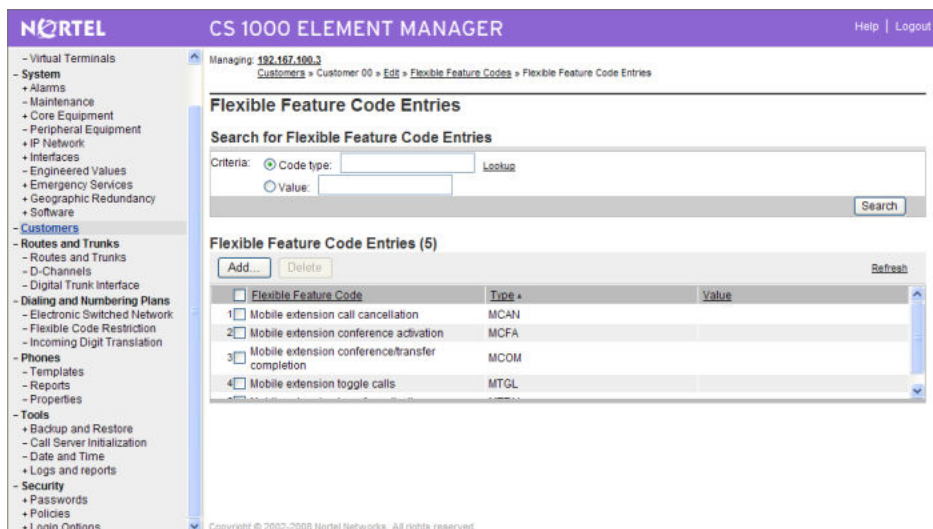 NORTEL
CS 1000 ELEMENT MANAGER
Help | Logout
– Virtual Terminals
– System
+ Alarms
– Maintenance
+ Core Equipment
– Peripheral Equipment
+ IP Network
+ Interfaces
– Engineered Values
+ Emergency Services
+ Geographic Redundancy
+ Software
– Customers
– Routes and Trunks
– Routes and Trunks
– D-Channels
– Digital Trunk Interface
– Dialing and Numbering Plans
– Electronic Switched Network
– Flexible Code Restriction
– Incoming Digit Translation
– Phones
– Templates
– Reports
– Properties
– Tools
+ Backup and Restore
– Call Server Initialization
– Date and Time
+ Logs and reports
– Security
+ Passwords
+ Policies
+ Login Options
Managing: 192.167.100.3
Customers » Customer 00 » Edit » Flexible Feature Codes » Flexible Feature Code Entries
Flexible Feature Code Entries
Search for Flexible Feature Code Entries
Criteria: Code type: Lookup
Value:
Search
Flexible Feature Code Entries (5)
Add... Delete Refresh
Flexible Feature Code Type Value
1 Mobile extension call cancellation MCAN
2 Mobile extension conference activation MCFA
3 Mobile extension conference/transfer completion MCOM
4 Mobile extension toggle calls MTGL
Copyright © 2002-2008 Nortel Networks. All rights reserved.